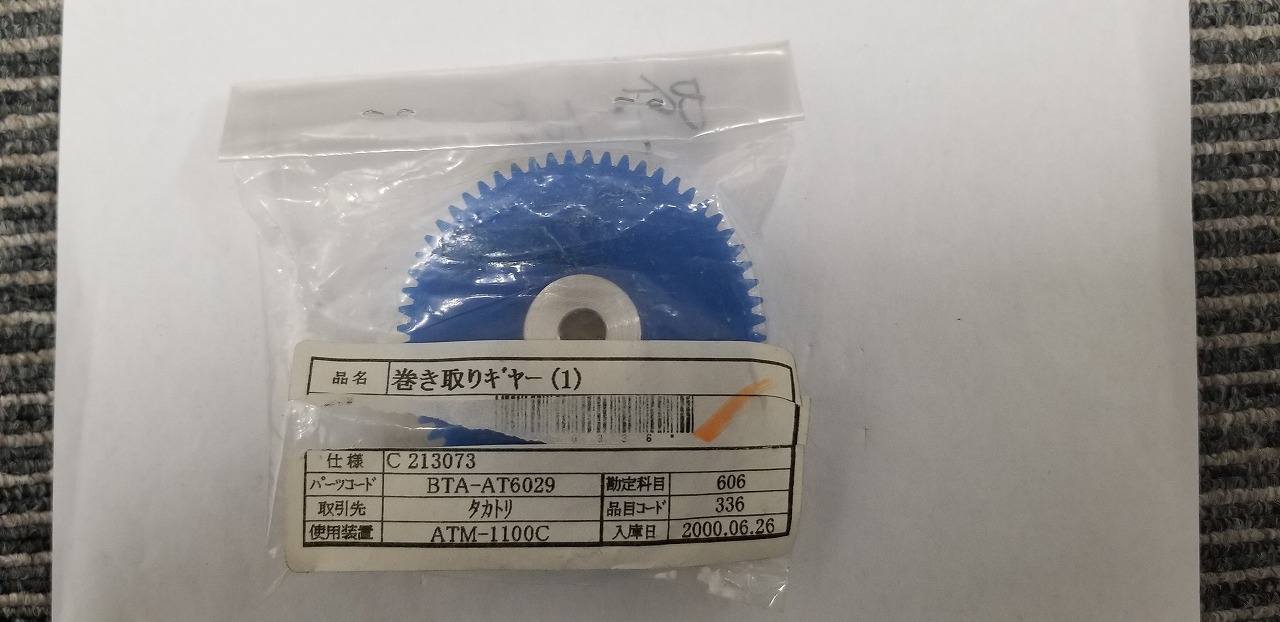 品名 巻き取りギヤー(1)
仕様 C 213073
パーツコード BTA-AT6029 勘定科目 606
取引先 タカトリ 品目コード 336
使用装置 ATM-1100C 入庫日 2000.06.26